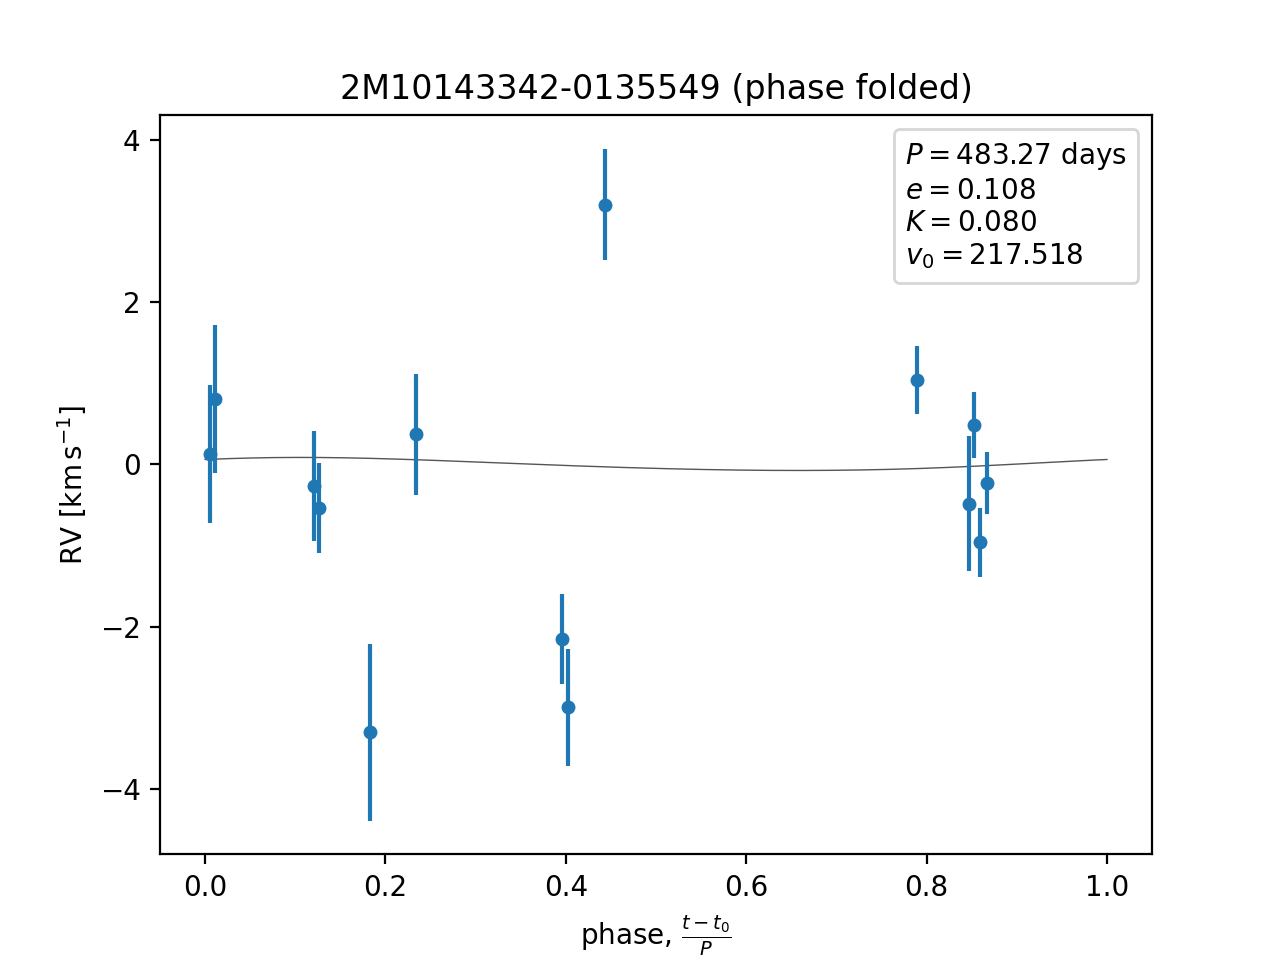 2M10143342-0135549 (phase folded)
P = 483.27 days
e = 0.108
K = 0.080
v₀ = 217.518
4
2
0
−2
−4
RV [km s⁻¹]
0.0 0.2 0.4 0.6 0.8 1.0
phase, (t − t₀)/P